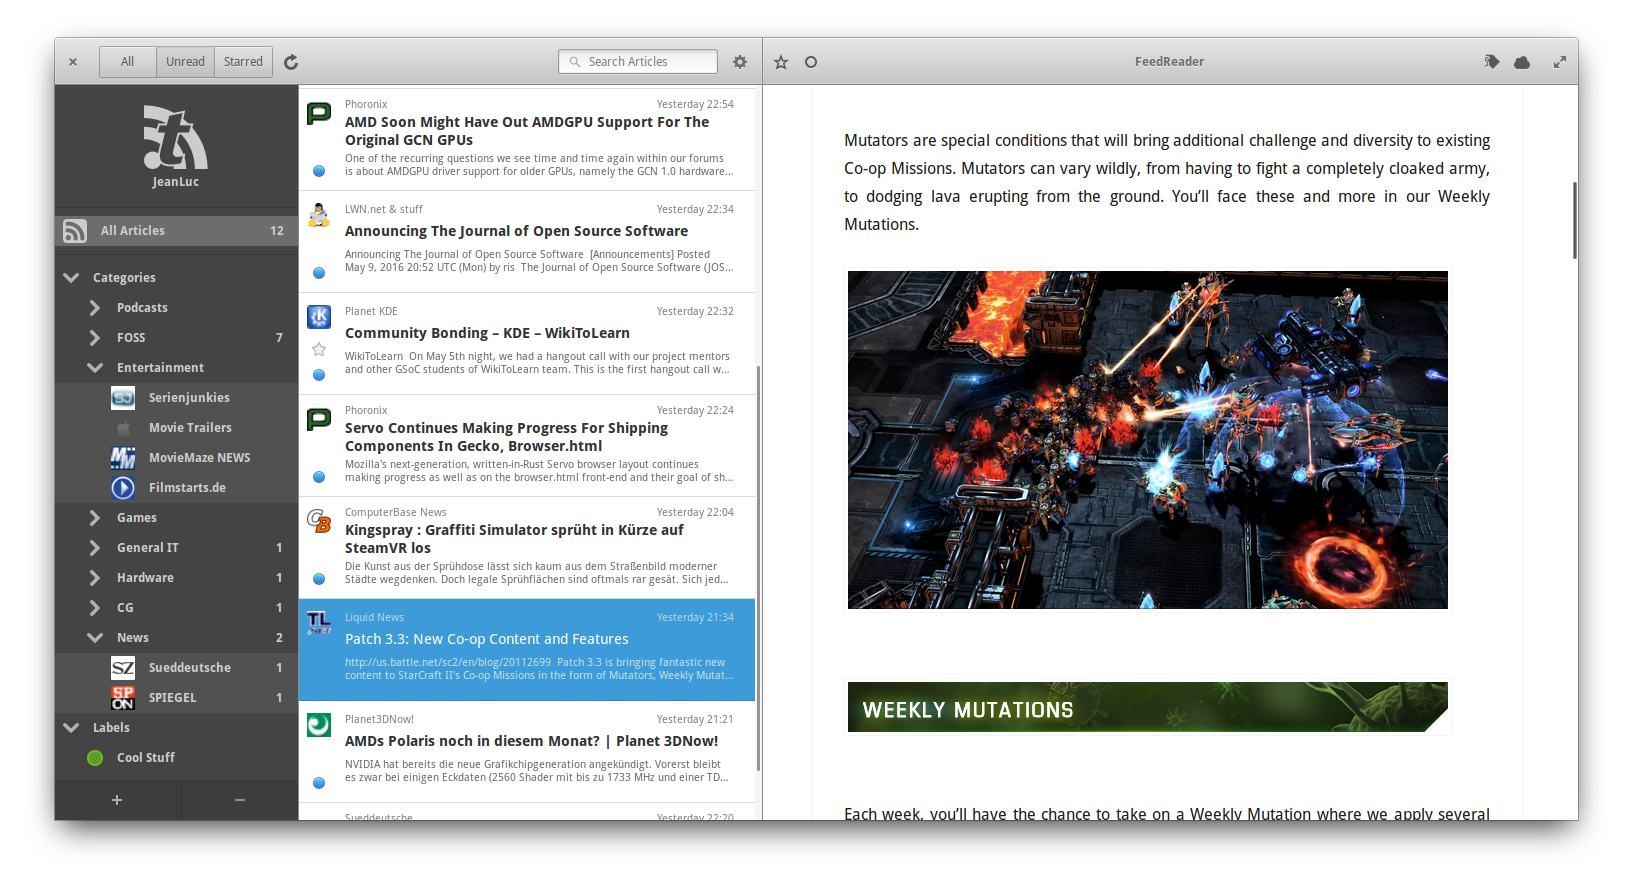 All Unread Starred
Search Articles
FeedReader
JeanLuc
All Articles 12
Categories
Podcasts
FOSS 7
Entertainment
Serienjunkies
Movie Trailers
MovieMaze NEWS
Filmstarts.de
Games
General IT 1
Hardware 1
CG 1
News 2
SZ Sueddeutsche 1
SP ON SPIEGEL 1
Labels
Cool Stuff
+ −
Phoronix Yesterday 22:54
AMD Soon Might Have Out AMDGPU Support For The
Original GCN GPUs
One of the recurring questions we see time and time again within our forums
is about AMDGPU driver support for older GPUs, namely the GCN 1.0 hardware...
LWN.net & stuff Yesterday 22:34
Announcing The Journal of Open Source Software
Announcing The Journal of Open Source Software [Announcements] Posted
May 9, 2016 20:52 UTC (Mon) by ris The Journal of Open Source Software (JOS...
Planet KDE Yesterday 22:32
Community Bonding – KDE – WikiToLearn
WikiToLearn On May 5th night, we had a hangout call with our project mentors
and other GSoC students of WikiToLearn team. This is the first hangout call w...
Phoronix Yesterday 22:24
Servo Continues Making Progress For Shipping
Components In Gecko, Browser.html
Mozilla's next-generation, written-in-Rust Servo browser layout continues
making progress as well as on the browser.html front-end and their goal of sh...
ComputerBase News Yesterday 22:04
Kingspray : Graffiti Simulator sprüht in Kürze auf
SteamVR los
Die Kunst aus der Sprühdose lässt sich kaum aus dem Straßenbild moderner
Städte wegdenken. Doch legale Sprühflächen sind oftmals rar gesät. Sich jed...
TL .NET
Liquid News Yesterday 21:34
Patch 3.3: New Co-op Content and Features
http://us.battle.net/sc2/en/blog/20112699 Patch 3.3 is bringing fantastic new
content to StarCraft II's Co-op Missions in the form of Mutators, Weekly Mutat...
Planet3DNow! Yesterday 21:21
AMDs Polaris noch in diesem Monat? | Planet 3DNow!
NVIDIA hat bereits die neue Grafikchipgeneration angekündigt. Vorerst bleibt
es zwar bei einigen Eckdaten (2560 Shader mit bis zu 1733 MHz und einer TD...
Sueddeutsche Yesterday 22:20
Mutators are special conditions that will bring additional challenge and diversity to existing
Co-op Missions. Mutators can vary wildly, from having to fight a completely cloaked army,
to dodging lava erupting from the ground. You’ll face these and more in our Weekly
Mutations.
WEEKLY MUTATIONS
Each week, you’ll have the chance to take on a Weekly Mutation where we apply several